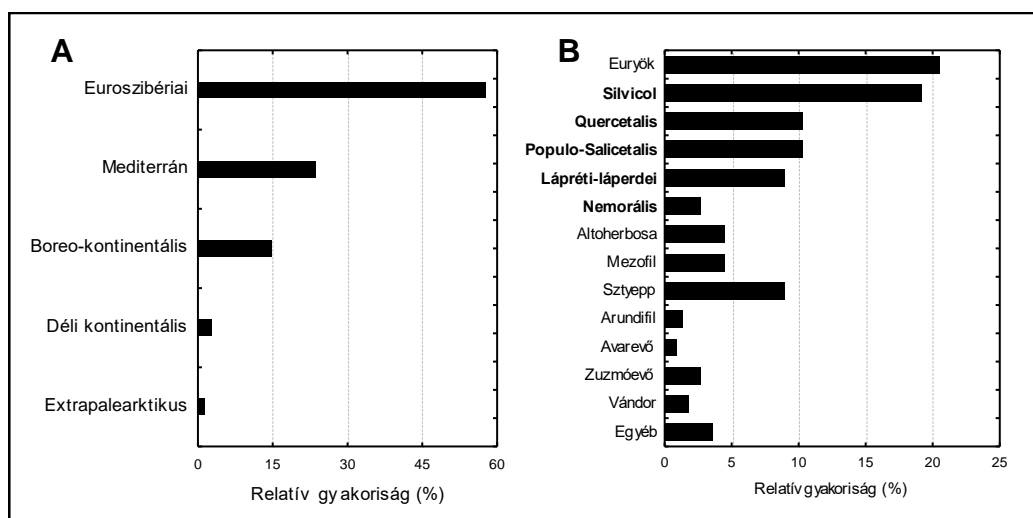 A
Euroszibériai
Mediterrán
Boreo-kontinentális
Déli kontinentális
Extrapalearktikus
0 15 30 45 60
Relatív gyakoriság (%)
B
Euryök
Silvicol
Quercetalis
Populo-Salicetalis
Lápréti-láperdei
Nemorális
Altoherbosa
Mezofil
Sztyepp
Arundifil
Avarevő
Zuzmóevő
Vándor
Egyéb
0 5 10 15 20 25
Relatív gyakoriság (%)